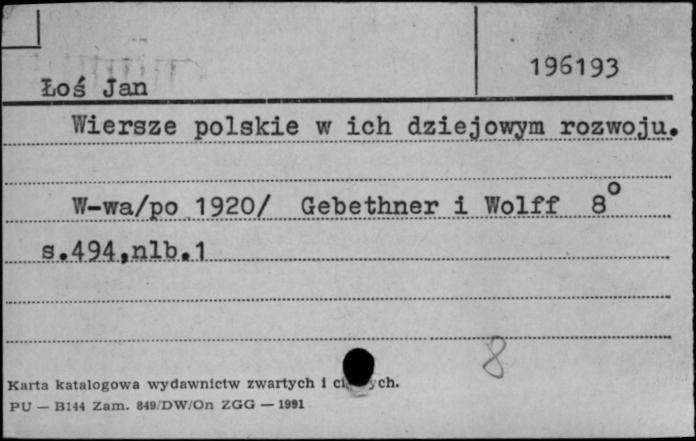 196193
Łoś Jan
Wiersze polskie w ich dziejowym rozwoju.
W-wa/po 1920/ Gebethner i Wolff 8°
s.494,nlb.1
8
Karta katalogowa wydawnictw zwartych i
PU — B144 Zam. 849/DW/On ZGG — 1991